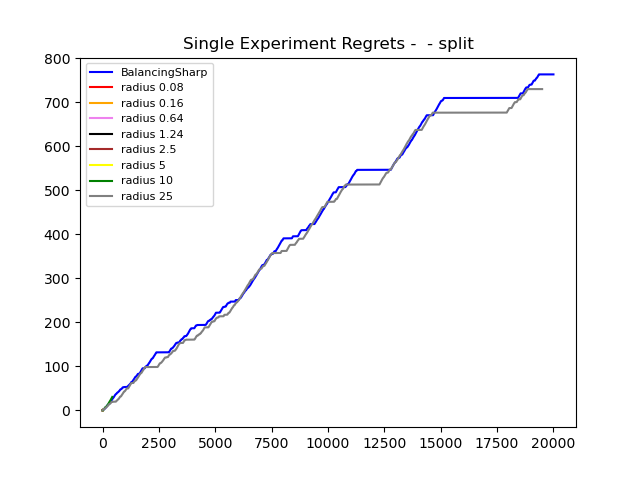 Single Experiment Regrets -  - split
800
700
600
500
400
300
200
100
0
BalancingSharp
radius 0.08
radius 0.16
radius 0.64
radius 1.24
radius 2.5
radius 5
radius 10
radius 25
0 2500 5000 7500 10000 12500 15000 17500 20000